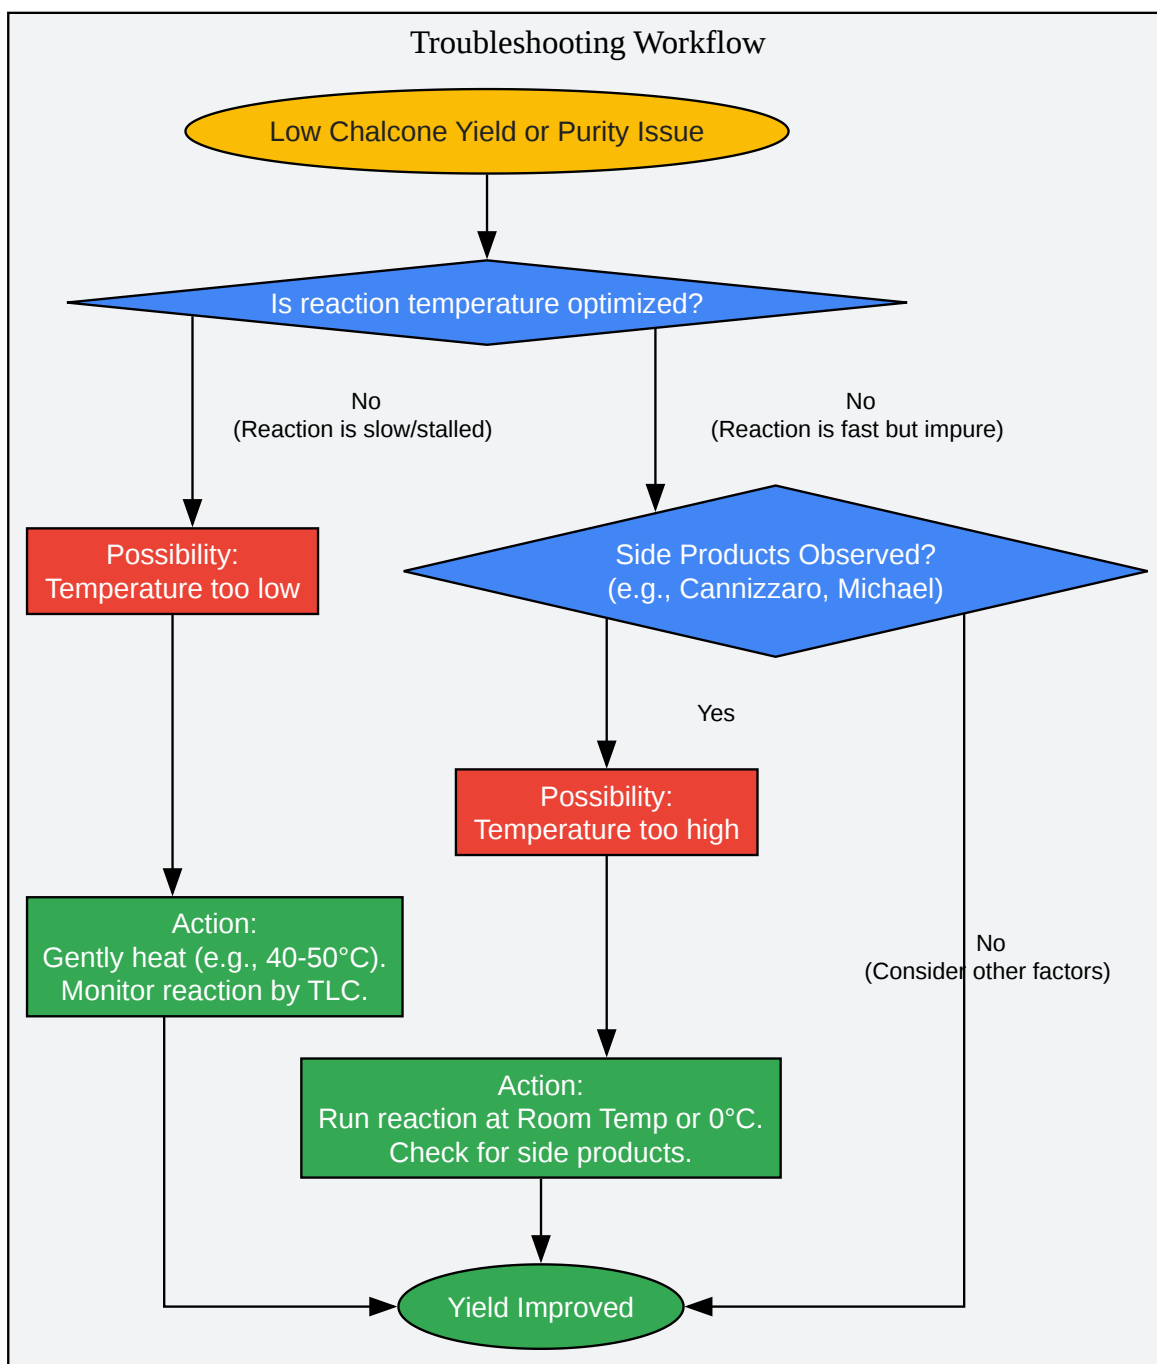 Troubleshooting Workflow
Low Chalcone Yield or Purity Issue
Is reaction temperature optimized?
No
(Reaction is slow/stalled)
No
(Reaction is fast but impure)
Possibility:
Temperature too low
Side Products Observed?
(e.g., Cannizzaro, Michael)
Yes
Possibility:
Temperature too high
Action:
Gently heat (e.g., 40-50°C).
Monitor reaction by TLC.
No
(Consider other factors)
Action:
Run reaction at Room Temp or 0°C.
Check for side products.
Yield Improved